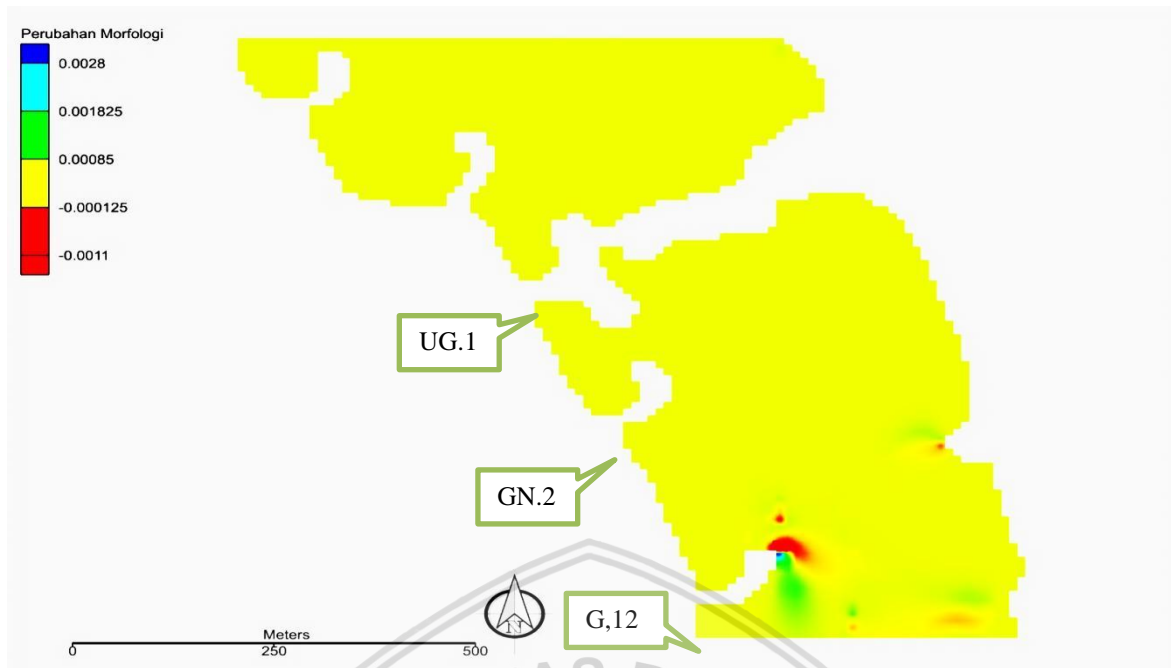 Perubahan Morfologi
0.0028
0.001825
0.00085
-0.000125
-0.0011
UG.1
GN.2
G,12
N
Meters
0 250 500